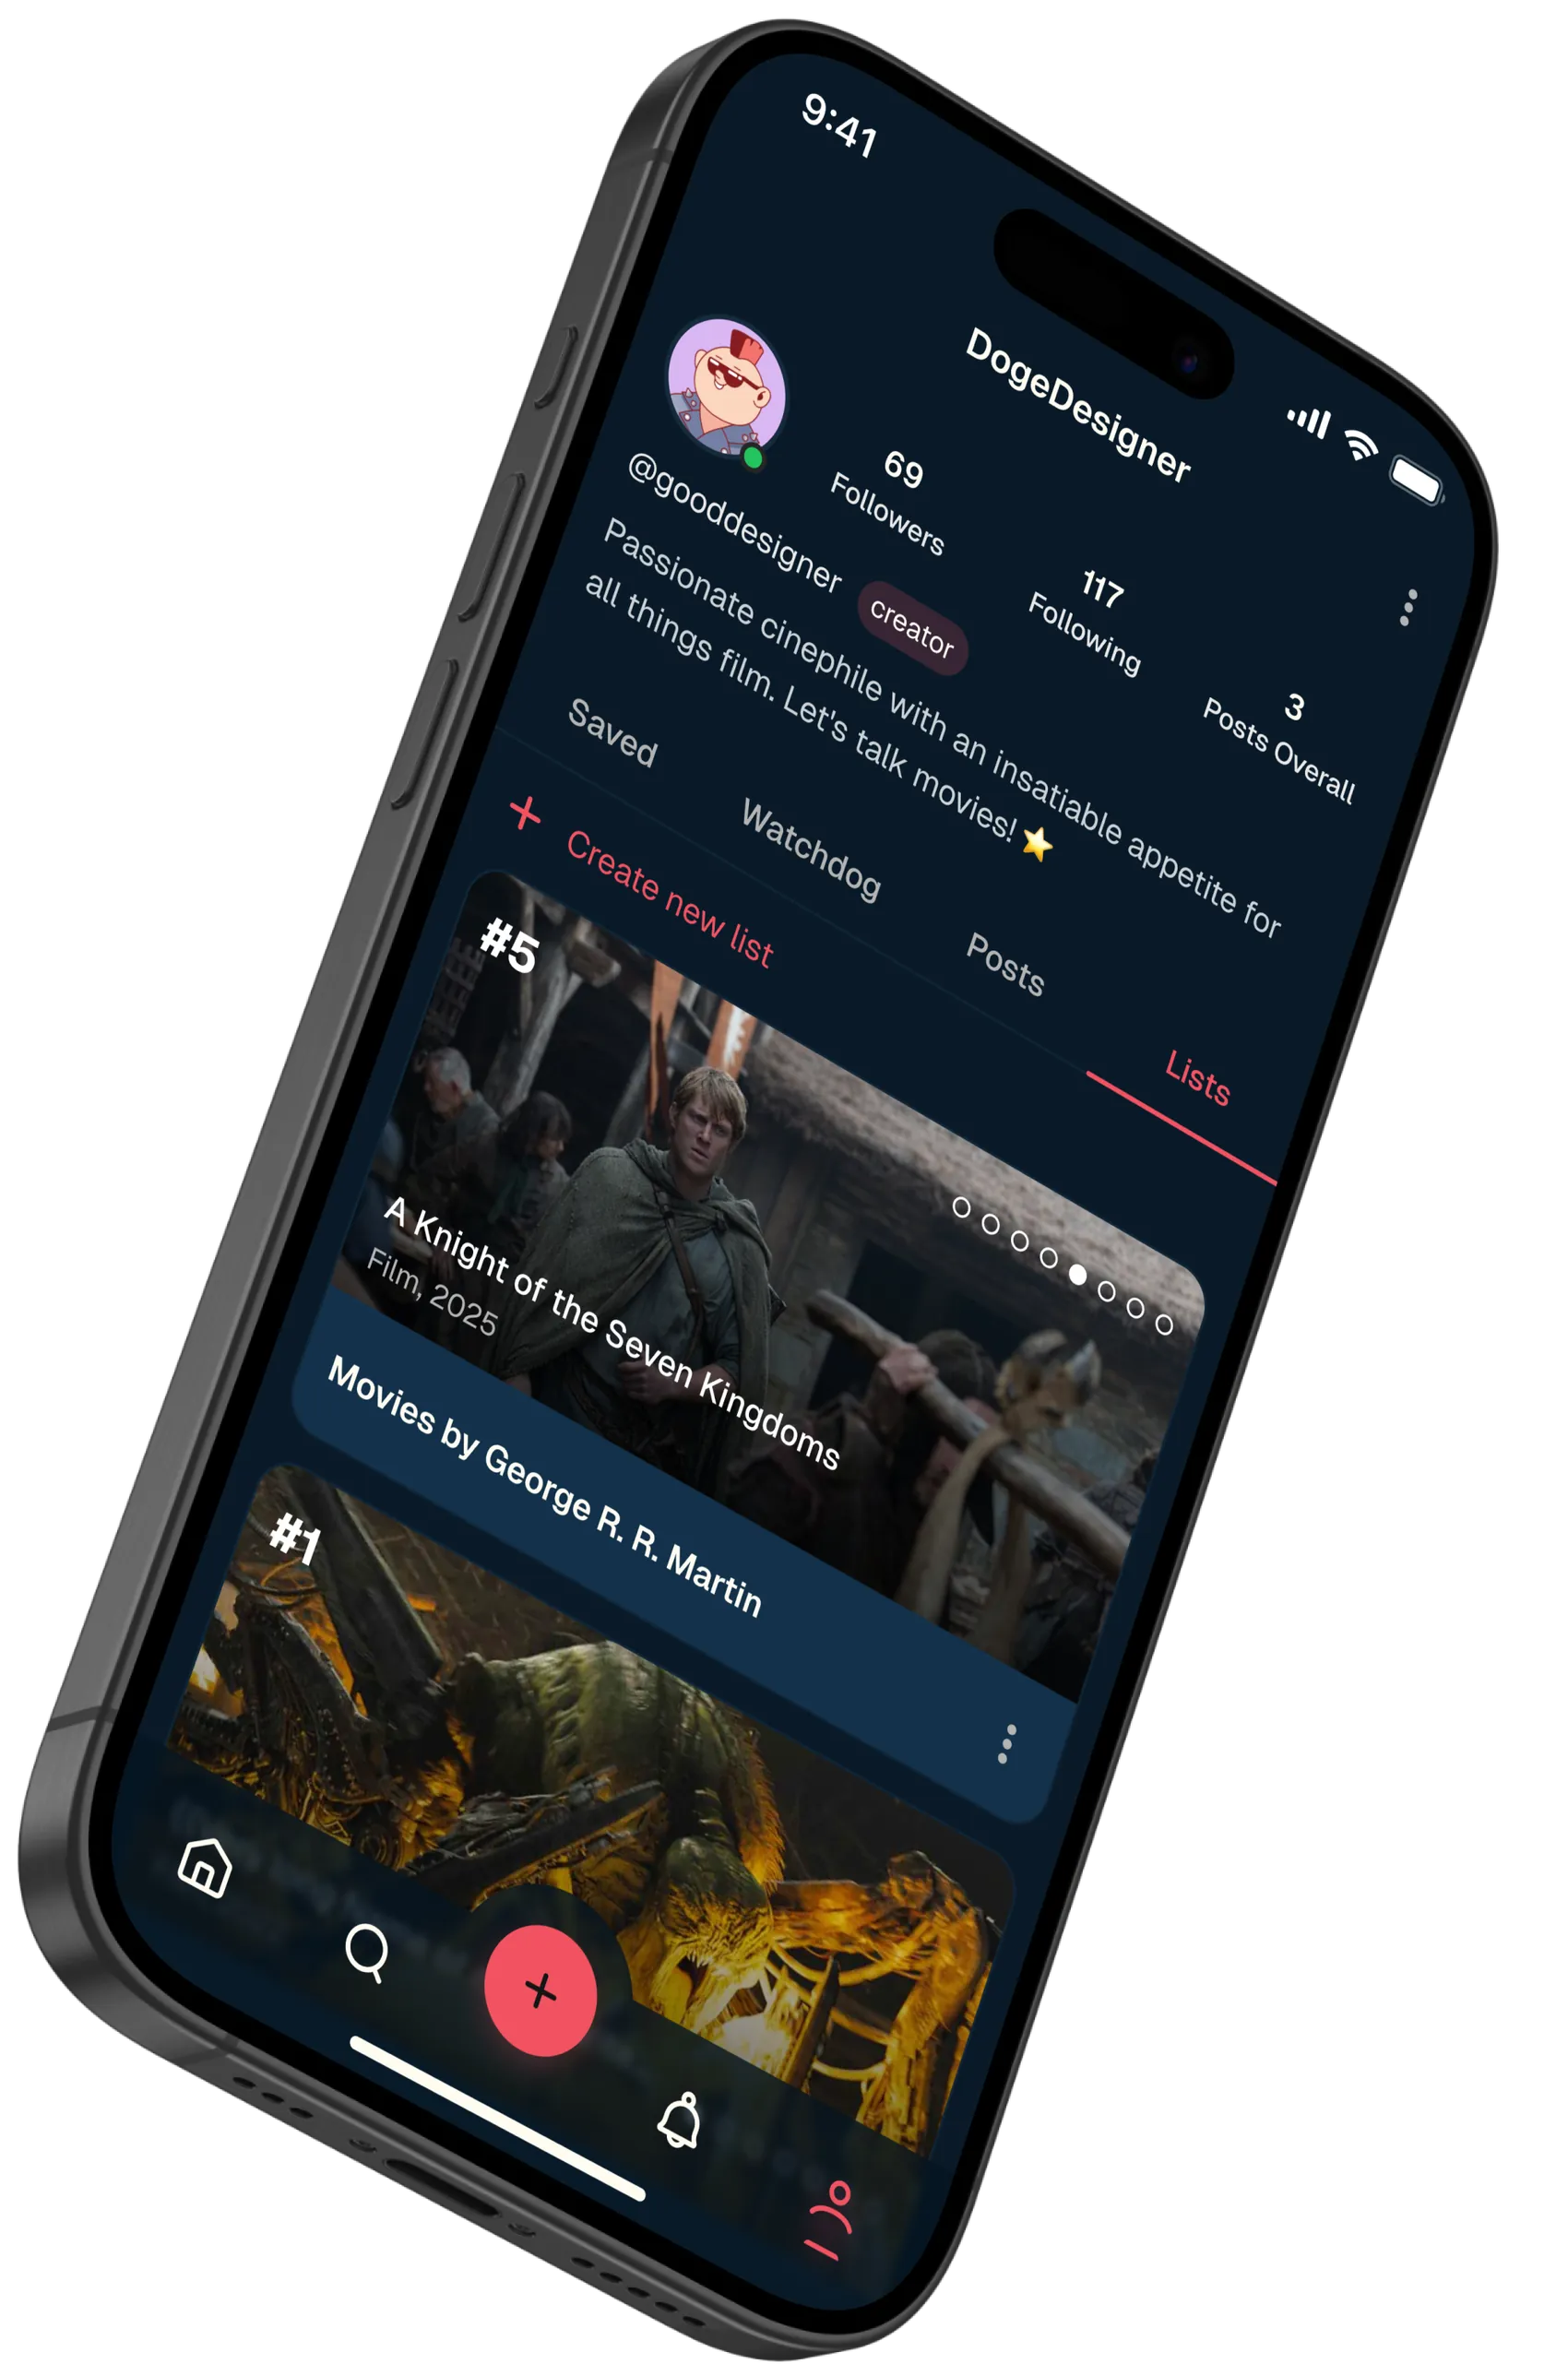 9:41
DogeDesigner
69
Followers
117
Following
3
Posts Overall
@gooddesigner
creator
Passionate cinephile with an insatiable appetite for
all things film. Let's talk movies! ⭐
Saved
Watchdog
Posts
Lists
Create new list
#5
A Knight of the Seven Kingdoms
Film, 2025
Movies by George R. R. Martin
#1